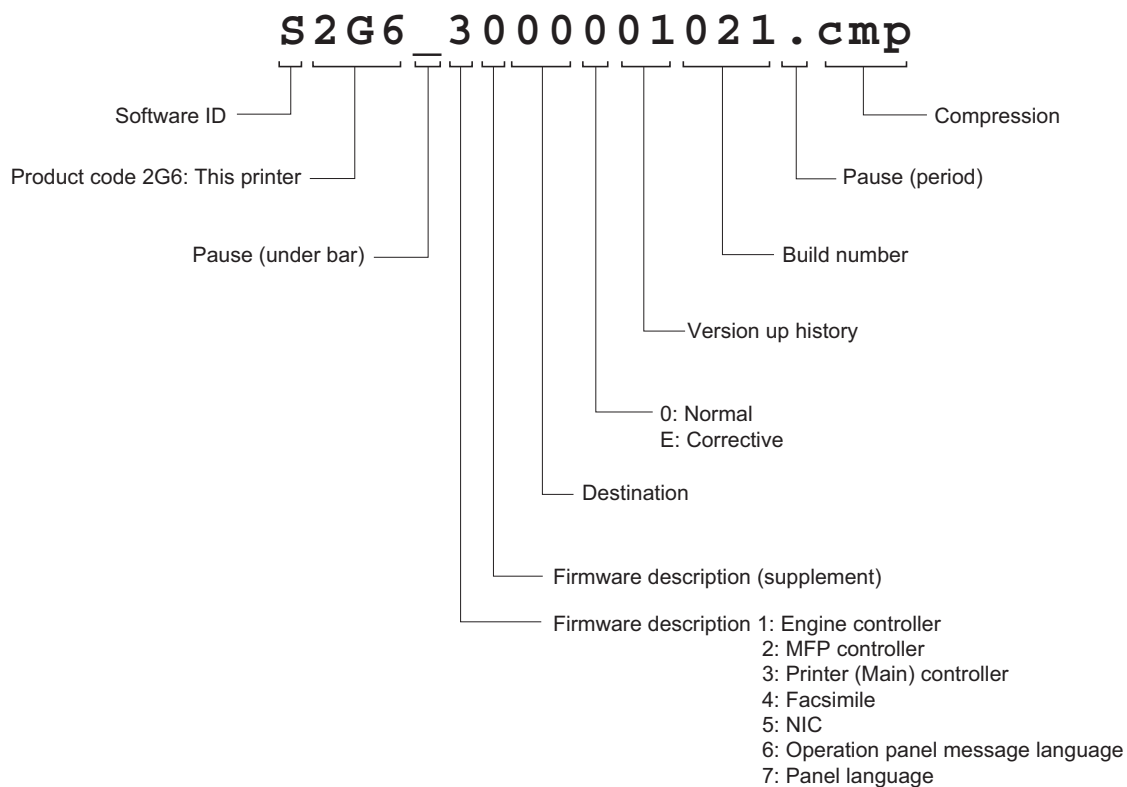 S2G6_3000001021.cmp
Software ID
Compression
Product code 2G6: This printer
Pause (period)
Pause (under bar)
Build number
Version up history
0: Normal
E: Corrective
Destination
Firmware description (supplement)
Firmware description 1: Engine controller
2: MFP controller
3: Printer (Main) controller
4: Facsimile
5: NIC
6: Operation panel message language
7: Panel language